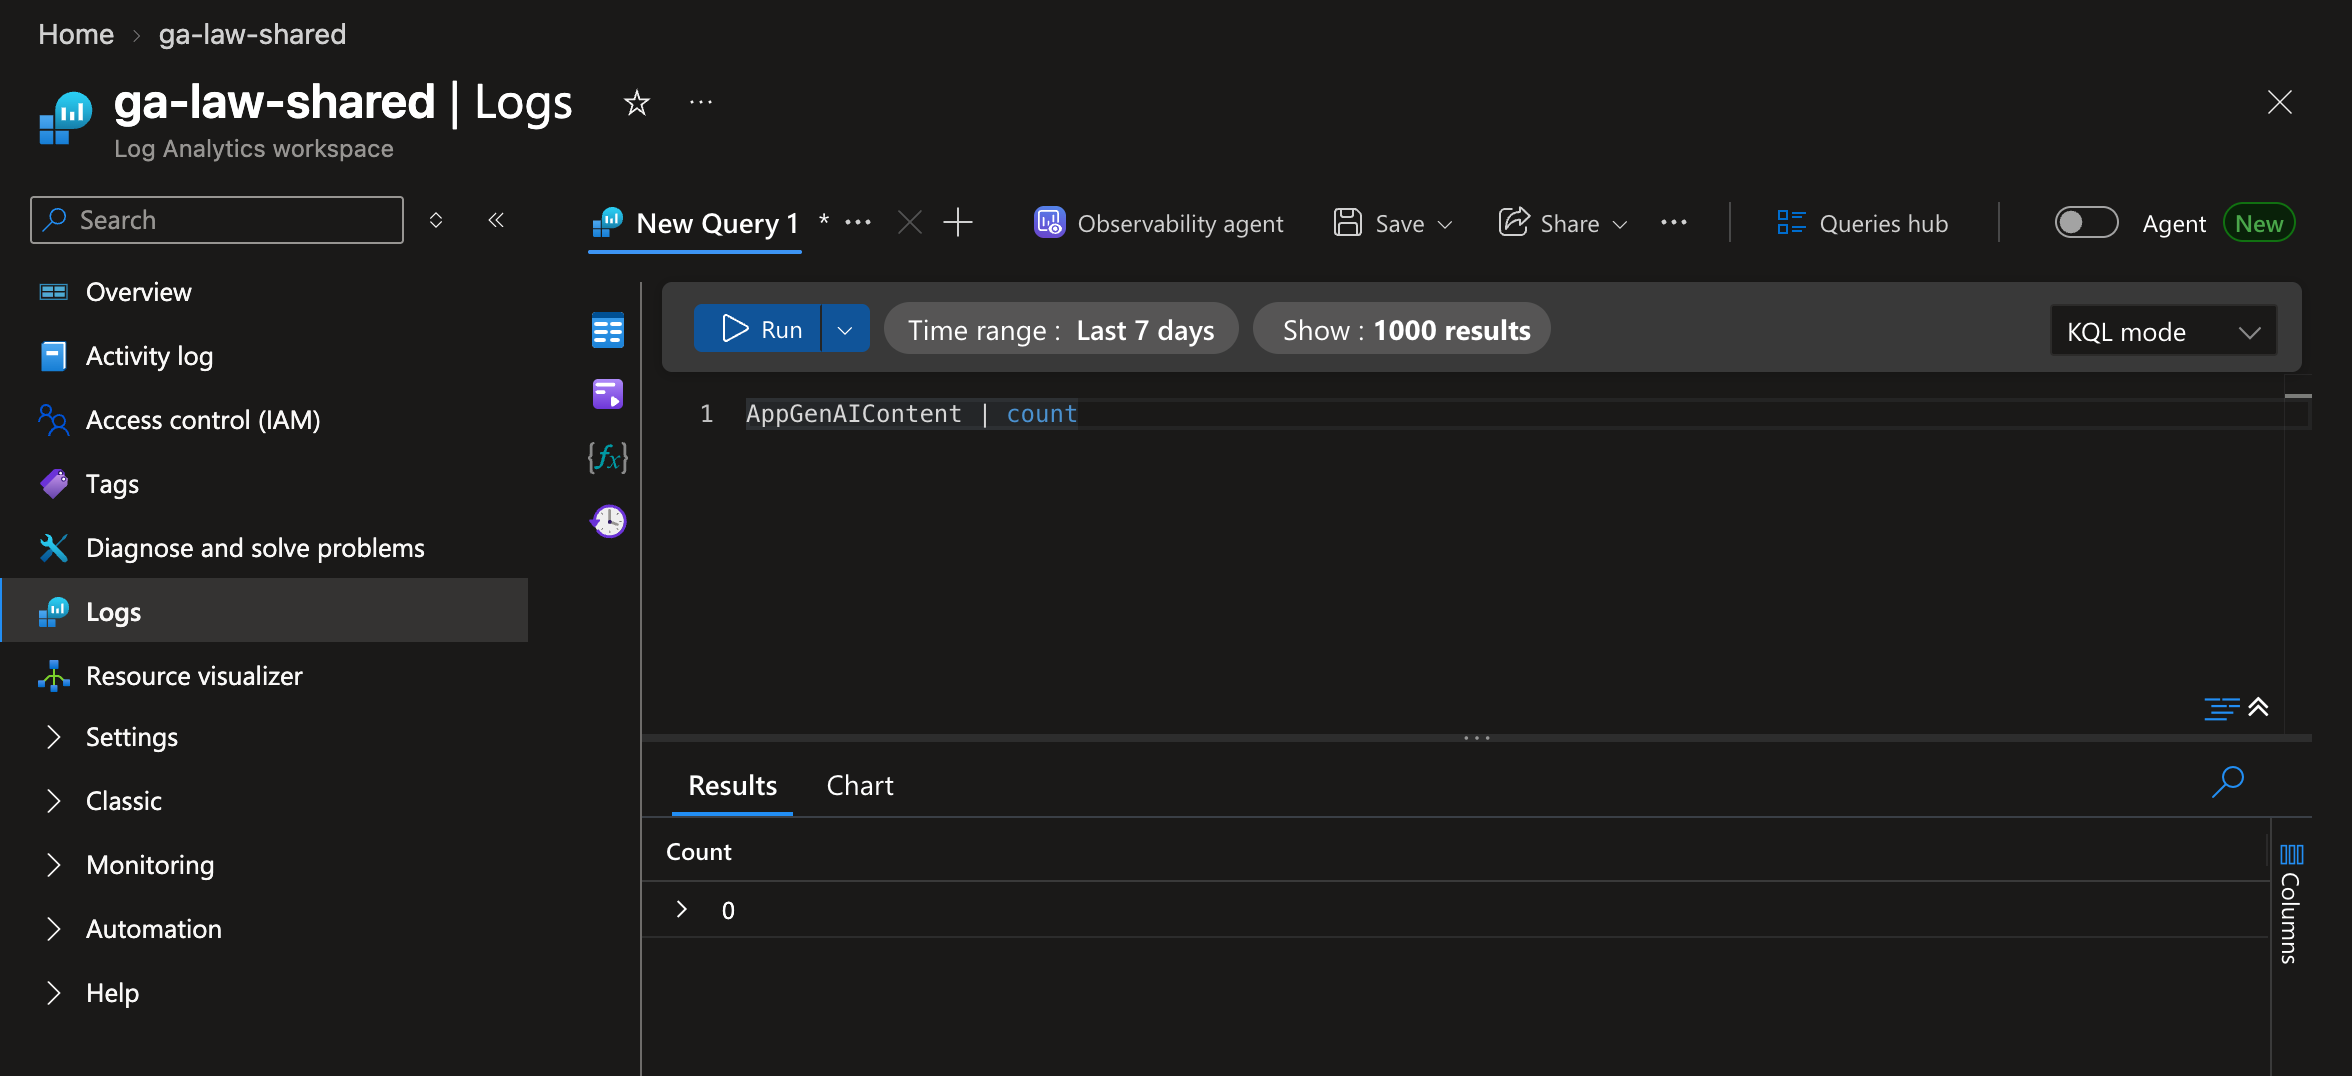 Home > ga-law-shared
ga-law-shared | Logs
Log Analytics workspace
Search
Overview
Activity log
Access control (IAM)
Tags
Diagnose and solve problems
Logs
Resource visualizer
Settings
Classic
Monitoring
Automation
Help
New Query 1 *
Observability agent
Save
Share
Queries hub
Agent New
Run
Time range : Last 7 days
Show : 1000 results
KQL mode
{fx}
1 AppGenAIContent | count
Results Chart
Count
0
Columns